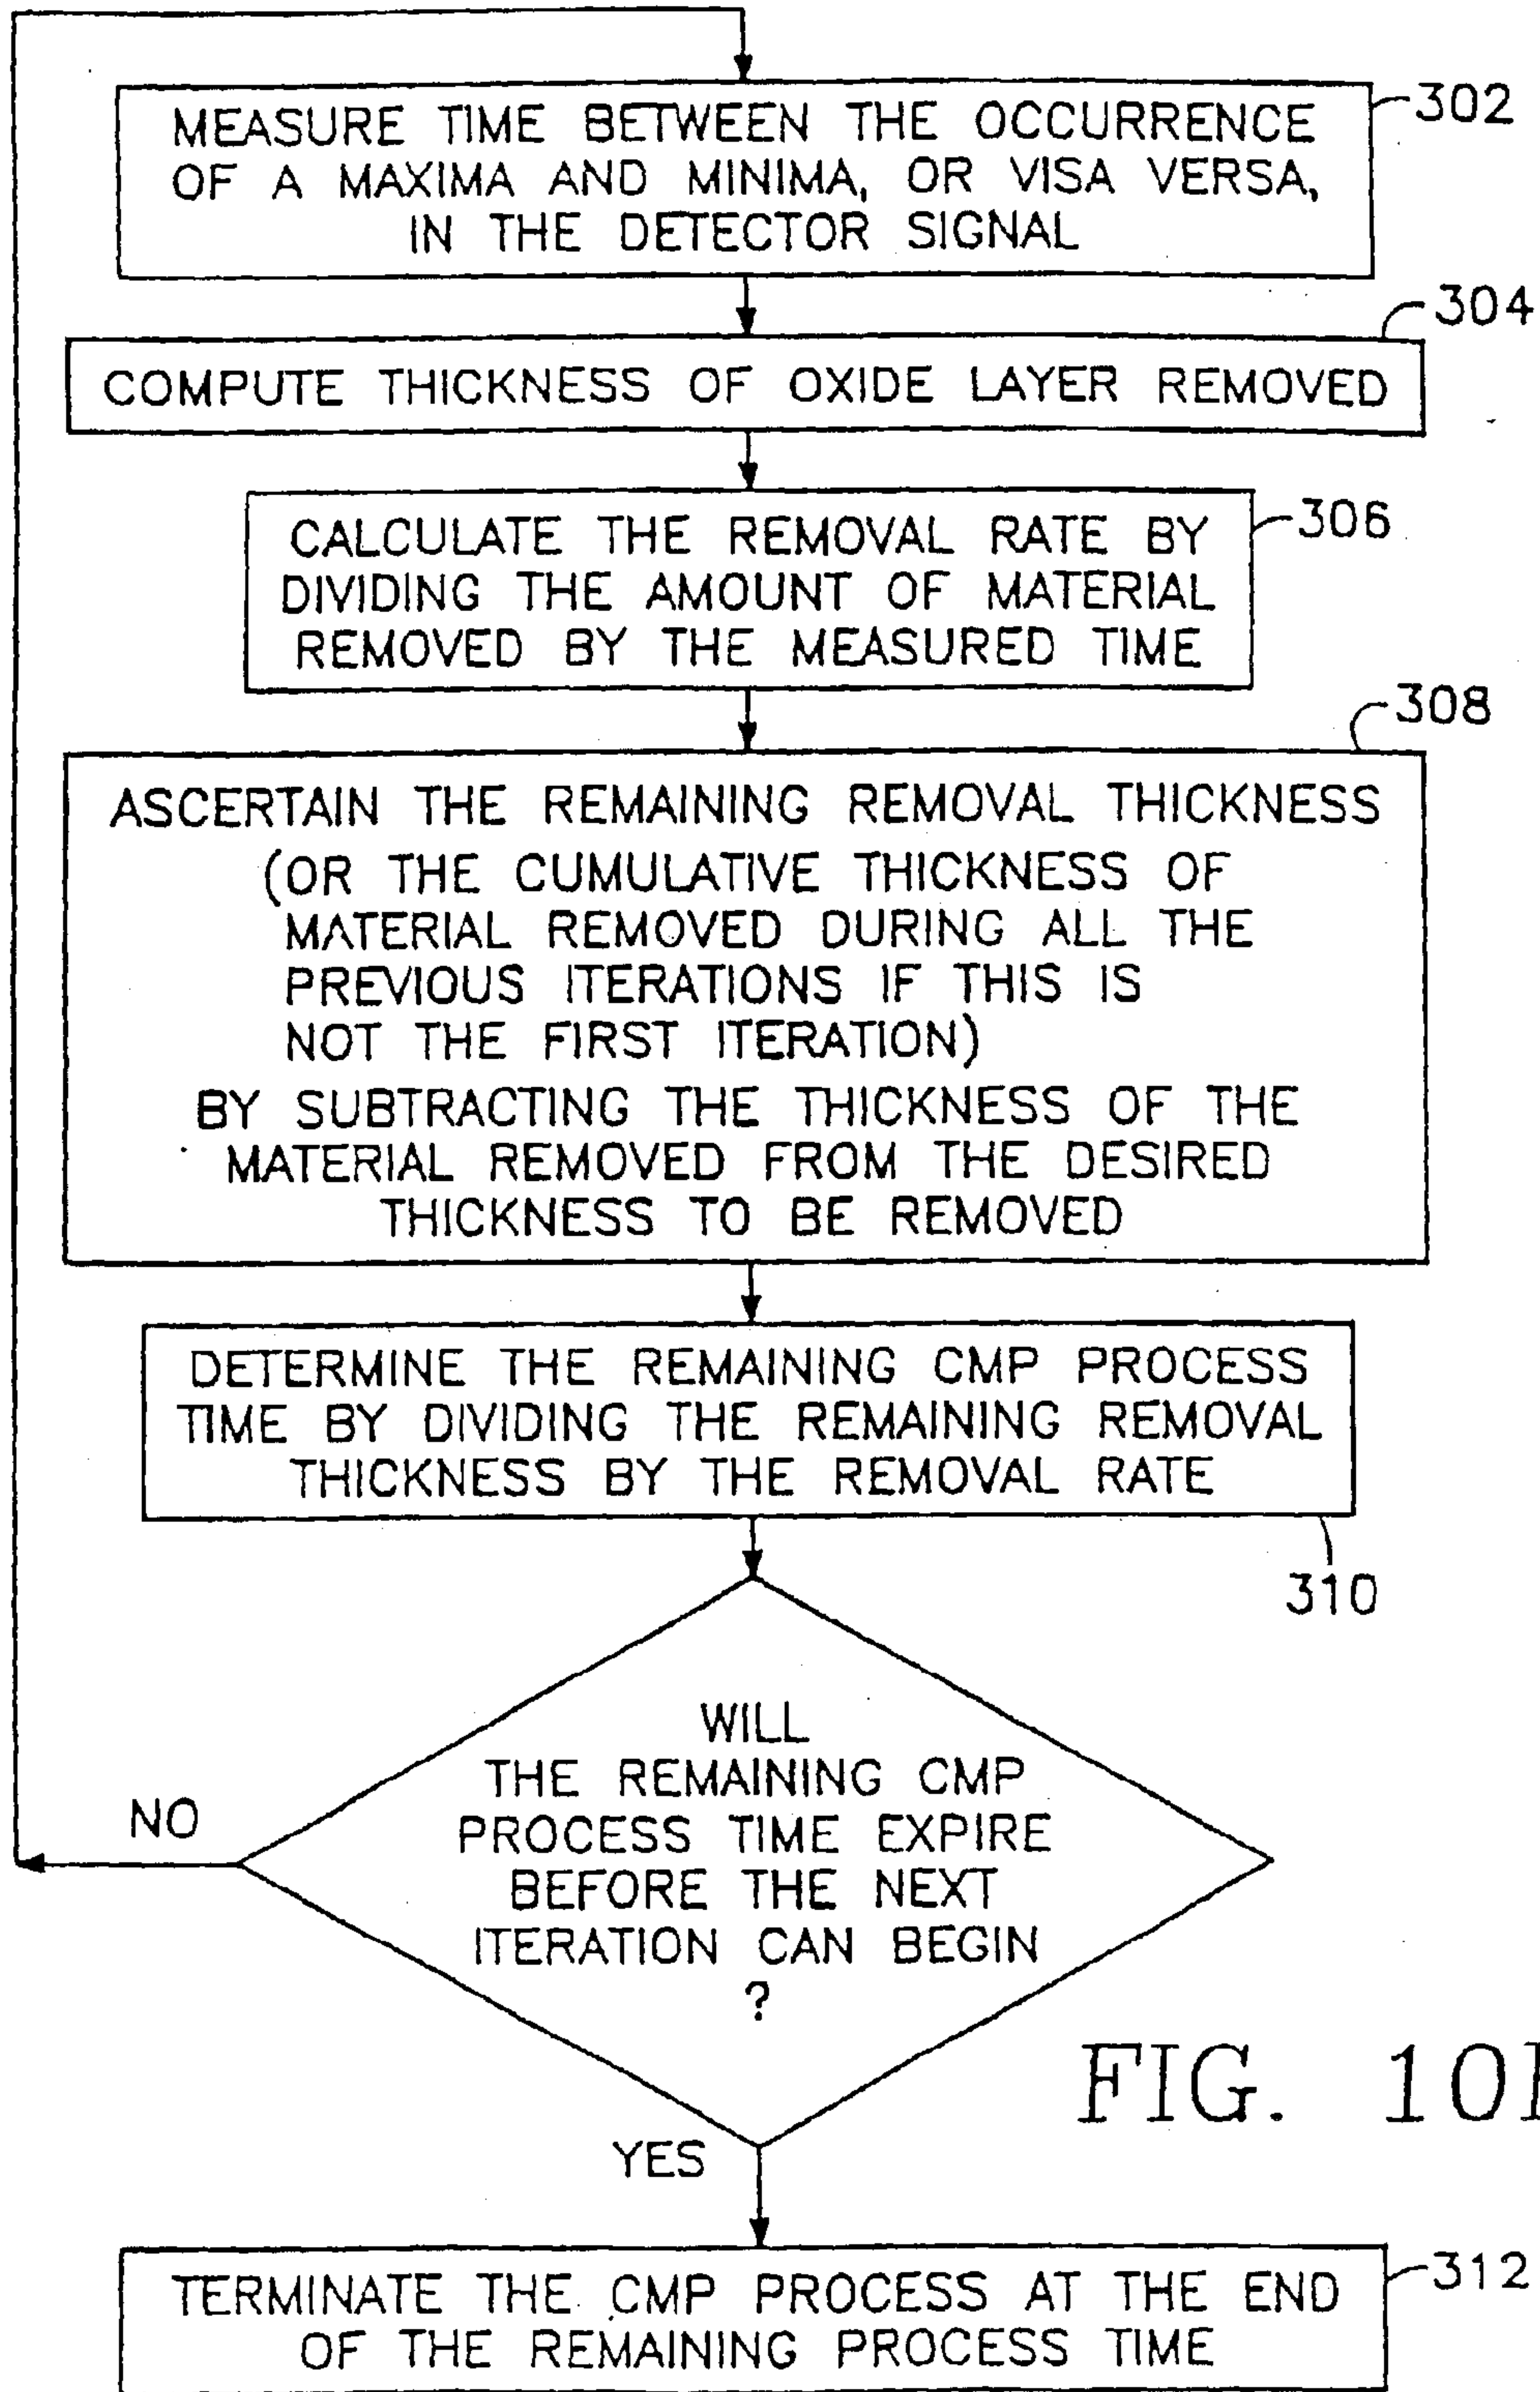 MEASURE TIME BETWEEN THE OCCURRENCE
OF A MAXIMA AND MINIMA, OR VISA VERSA,
IN THE DETECTOR SIGNAL
302
304
COMPUTE THICKNESS OF OXIDE LAYER REMOVED
CALCULATE THE REMOVAL RATE BY
DIVIDING THE AMOUNT OF MATERIAL
REMOVED BY THE MEASURED TIME
306
308
ASCERTAIN THE REMAINING REMOVAL THICKNESS
(OR THE CUMULATIVE THICKNESS OF
MATERIAL REMOVED DURING ALL THE
PREVIOUS ITERATIONS IF THIS IS
NOT THE FIRST ITERATION)
BY SUBTRACTING THE THICKNESS OF THE
MATERIAL REMOVED FROM THE DESIRED
THICKNESS TO BE REMOVED
DETERMINE THE REMAINING CMP PROCESS
TIME BY DIVIDING THE REMAINING REMOVAL
THICKNESS BY THE REMOVAL RATE
310
WILL
THE REMAINING CMP
PROCESS TIME EXPIRE
BEFORE THE NEXT
ITERATION CAN BEGIN
?
NO
FIG.
YES
TERMINATE THE CMP PROCESS AT THE END
OF THE REMAINING PROCESS TIME
312